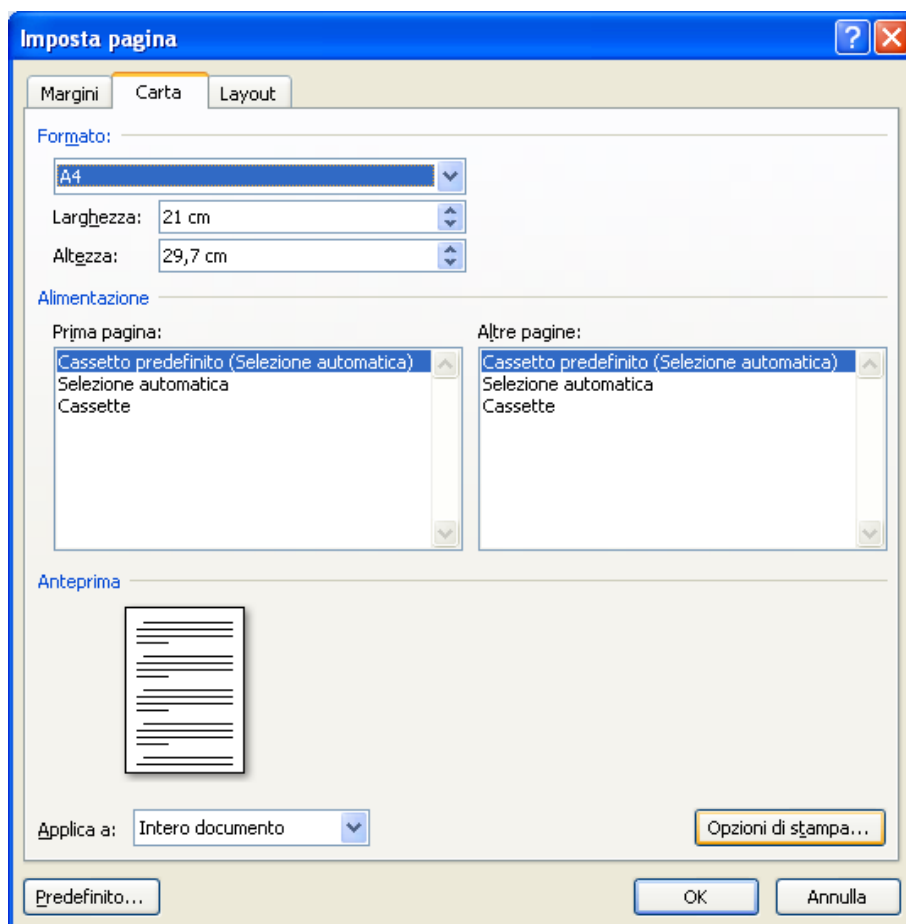 Imposta pagina
Margini Carta Layout
Formato:
A4
Larghezza: 21 cm
Altezza: 29,7 cm
Alimentazione
Prima pagina: Altre pagine:
Cassetto predefinito (Selezione automatica) Cassetto predefinito (Selezione automatica)
Selezione automatica Selezione automatica
Cassette Cassette
Anteprima
Applica a: Intero documento Opzioni di stampa...
Predefinito... OK Annulla